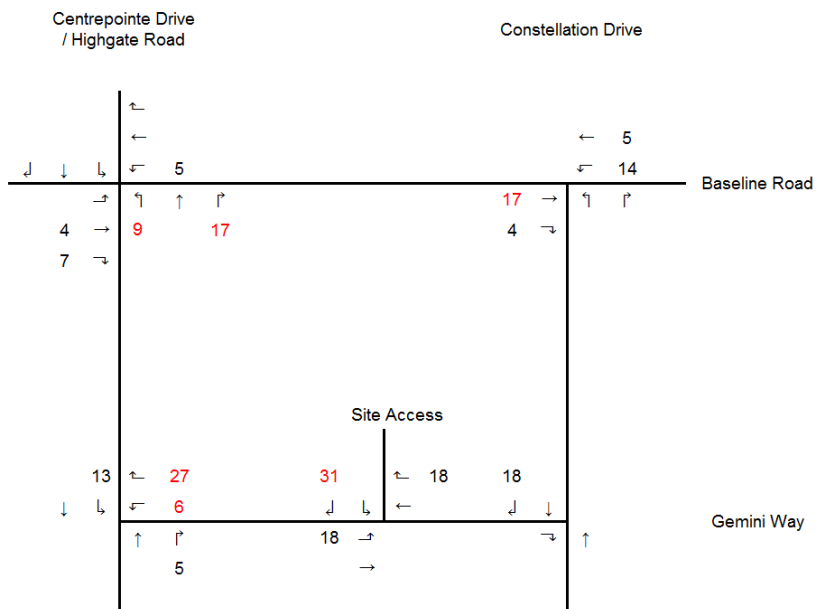 Centrepointe Drive
/ Highgate Road
Constellation Drive
← 5
↲ ↓ ↳ 5
14
Baseline Road
17 →
4 → 9 17
4
7
Site Access
13 27 31 18 18
↓ 6 ← ↓
Gemini Way
↑ 18 ↑
5 →